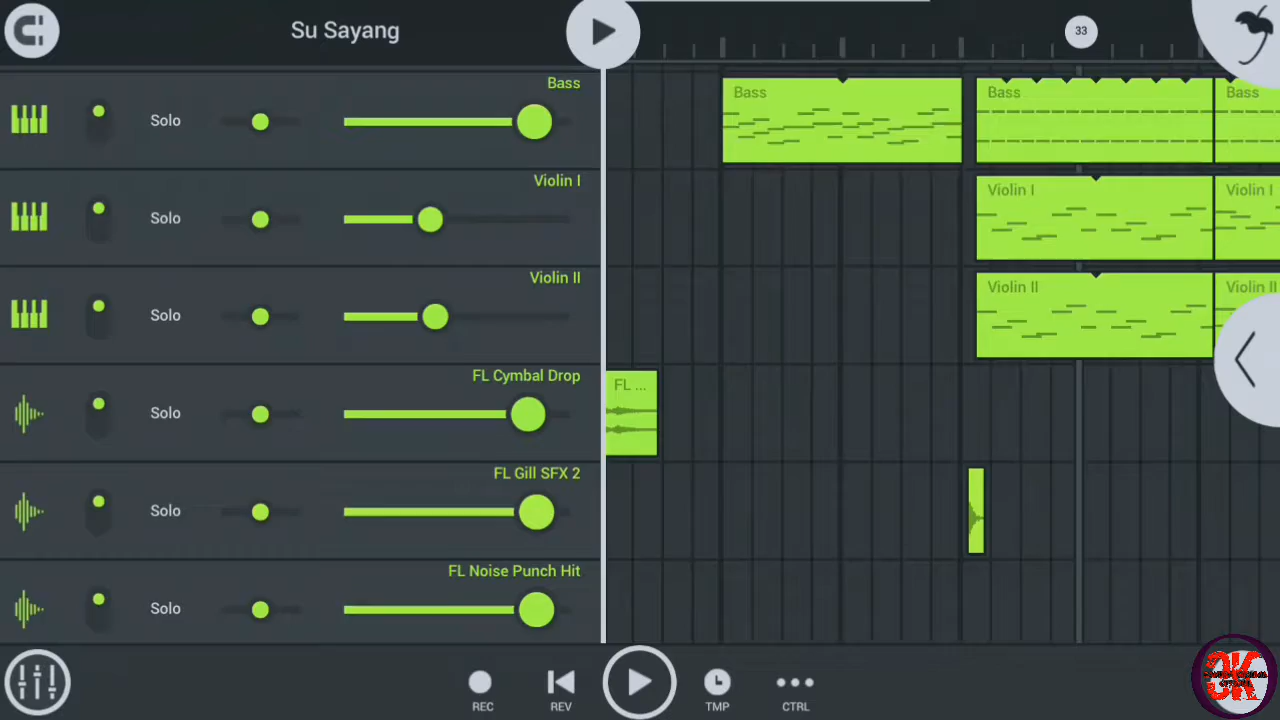 Su Sayang
33
Bass
Solo
Bass
Bass
Bass
Violin I
Solo
Violin I
Violin I
Violin II
Solo
Violin II
Violin II
FL Cymbal Drop
Solo
FL ...
FL Gill SFX 2
Solo
FL Noise Punch Hit
Solo
REC
REV
TMP
CTRL